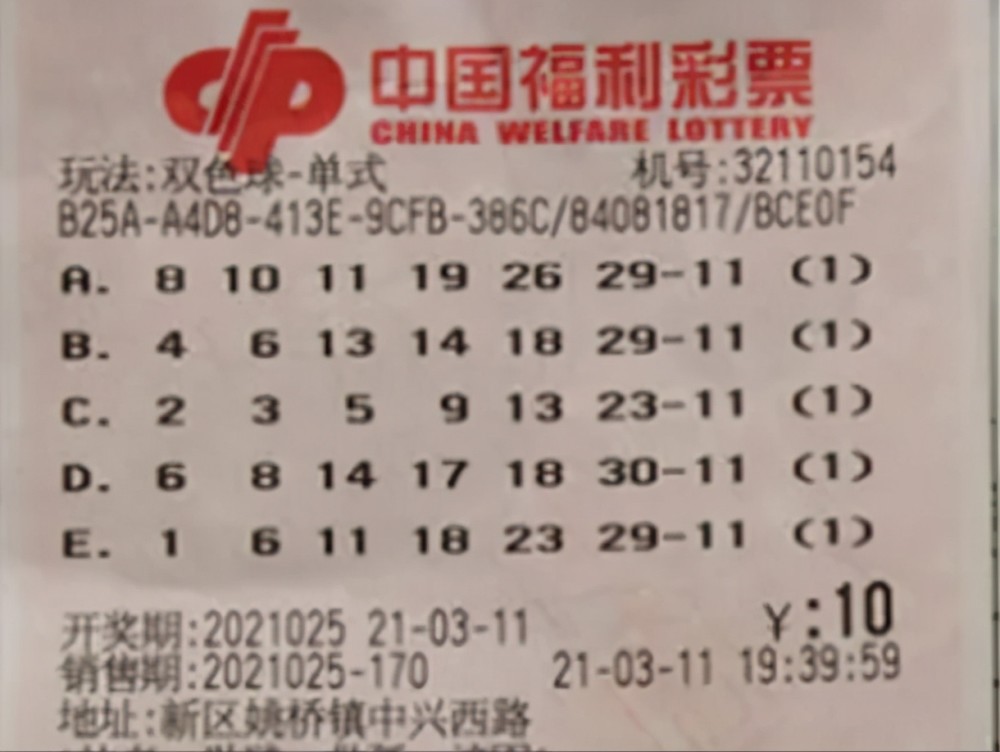 中国福利彩票
CHINA WELFARE LOTTERY
玩法:双色球-单式 机号:32110154
B25A-A4D8-413E-9CFB-386C/84081817/BCE0F
A. 8 10 11 19 26 29-11 (1)
B. 4 6 13 14 18 29-11 (1)
C. 2 3 5 9 13 23-11 (1)
D. 6 8 14 17 18 30-11 (1)
E. 1 6 11 18 23 29-11 (1)
¥:10
开奖期:2021025 21-03-11
销售期:2021025-170 21-03-11 19:39:59
地址:新区姚桥镇中兴西路